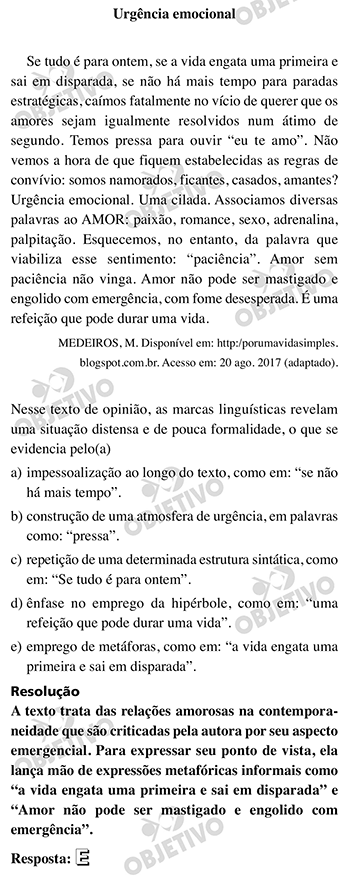 Urgência emocional
Se tudo é para ontem, se a vida engata uma primeira e
sai em disparada, se não há mais tempo para paradas
estratégicas, caímos fatalmente no vício de querer que os
amores sejam igualmente resolvidos num átimo de
segundo. Temos pressa para ouvir “eu te amo”. Não
vemos a hora de que fiquem estabelecidas as regras de
convívio: somos namorados, ficantes, casados, amantes?
Urgência emocional. Uma cilada. Associamos diversas
palavras ao AMOR: paixão, romance, sexo, adrenalina,
palpitação. Esquecemos, no entanto, da palavra que
viabiliza esse sentimento: “paciência”. Amor sem
paciência não vinga. Amor não pode ser mastigado e
engolido com emergência, com fome desesperada. É uma
refeição que pode durar uma vida.
MEDEIROS, M. Disponível em: http:/porumavidasimples.
blogspot.com.br. Acesso em: 20 ago. 2017 (adaptado).
Nesse texto de opinião, as marcas linguísticas revelam
uma situação distensa e de pouca formalidade, o que se
evidencia pelo(a)
a) impessoalização ao longo do texto, como em: “se não
há mais tempo”.
b) construção de uma atmosfera de urgência, em palavras
como: “pressa”.
c) repetição de uma determinada estrutura sintática, como
em: “Se tudo é para ontem”.
d) ênfase no emprego da hipérbole, como em: “uma
refeição que pode durar uma vida”.
e) emprego de metáforas, como em: “a vida engata uma
primeira e sai em disparada”.
Resolução
A texto trata das relações amorosas na contempora-
neidade que são criticadas pela autora por seu aspecto
emergencial. Para expressar seu ponto de vista, ela
lança mão de expressões metafóricas informais como
“a vida engata uma primeira e sai em disparada” e
“Amor não pode ser mastigado e engolido com
emergência”.
Resposta: E
OBJETIVO
OBJETIVO
OBJETIVO
OBJETIVO
OBJETIVO
OBJETIVO
OBJETIVO
OBJETIVO
OBJETIVO
OBJETIVO